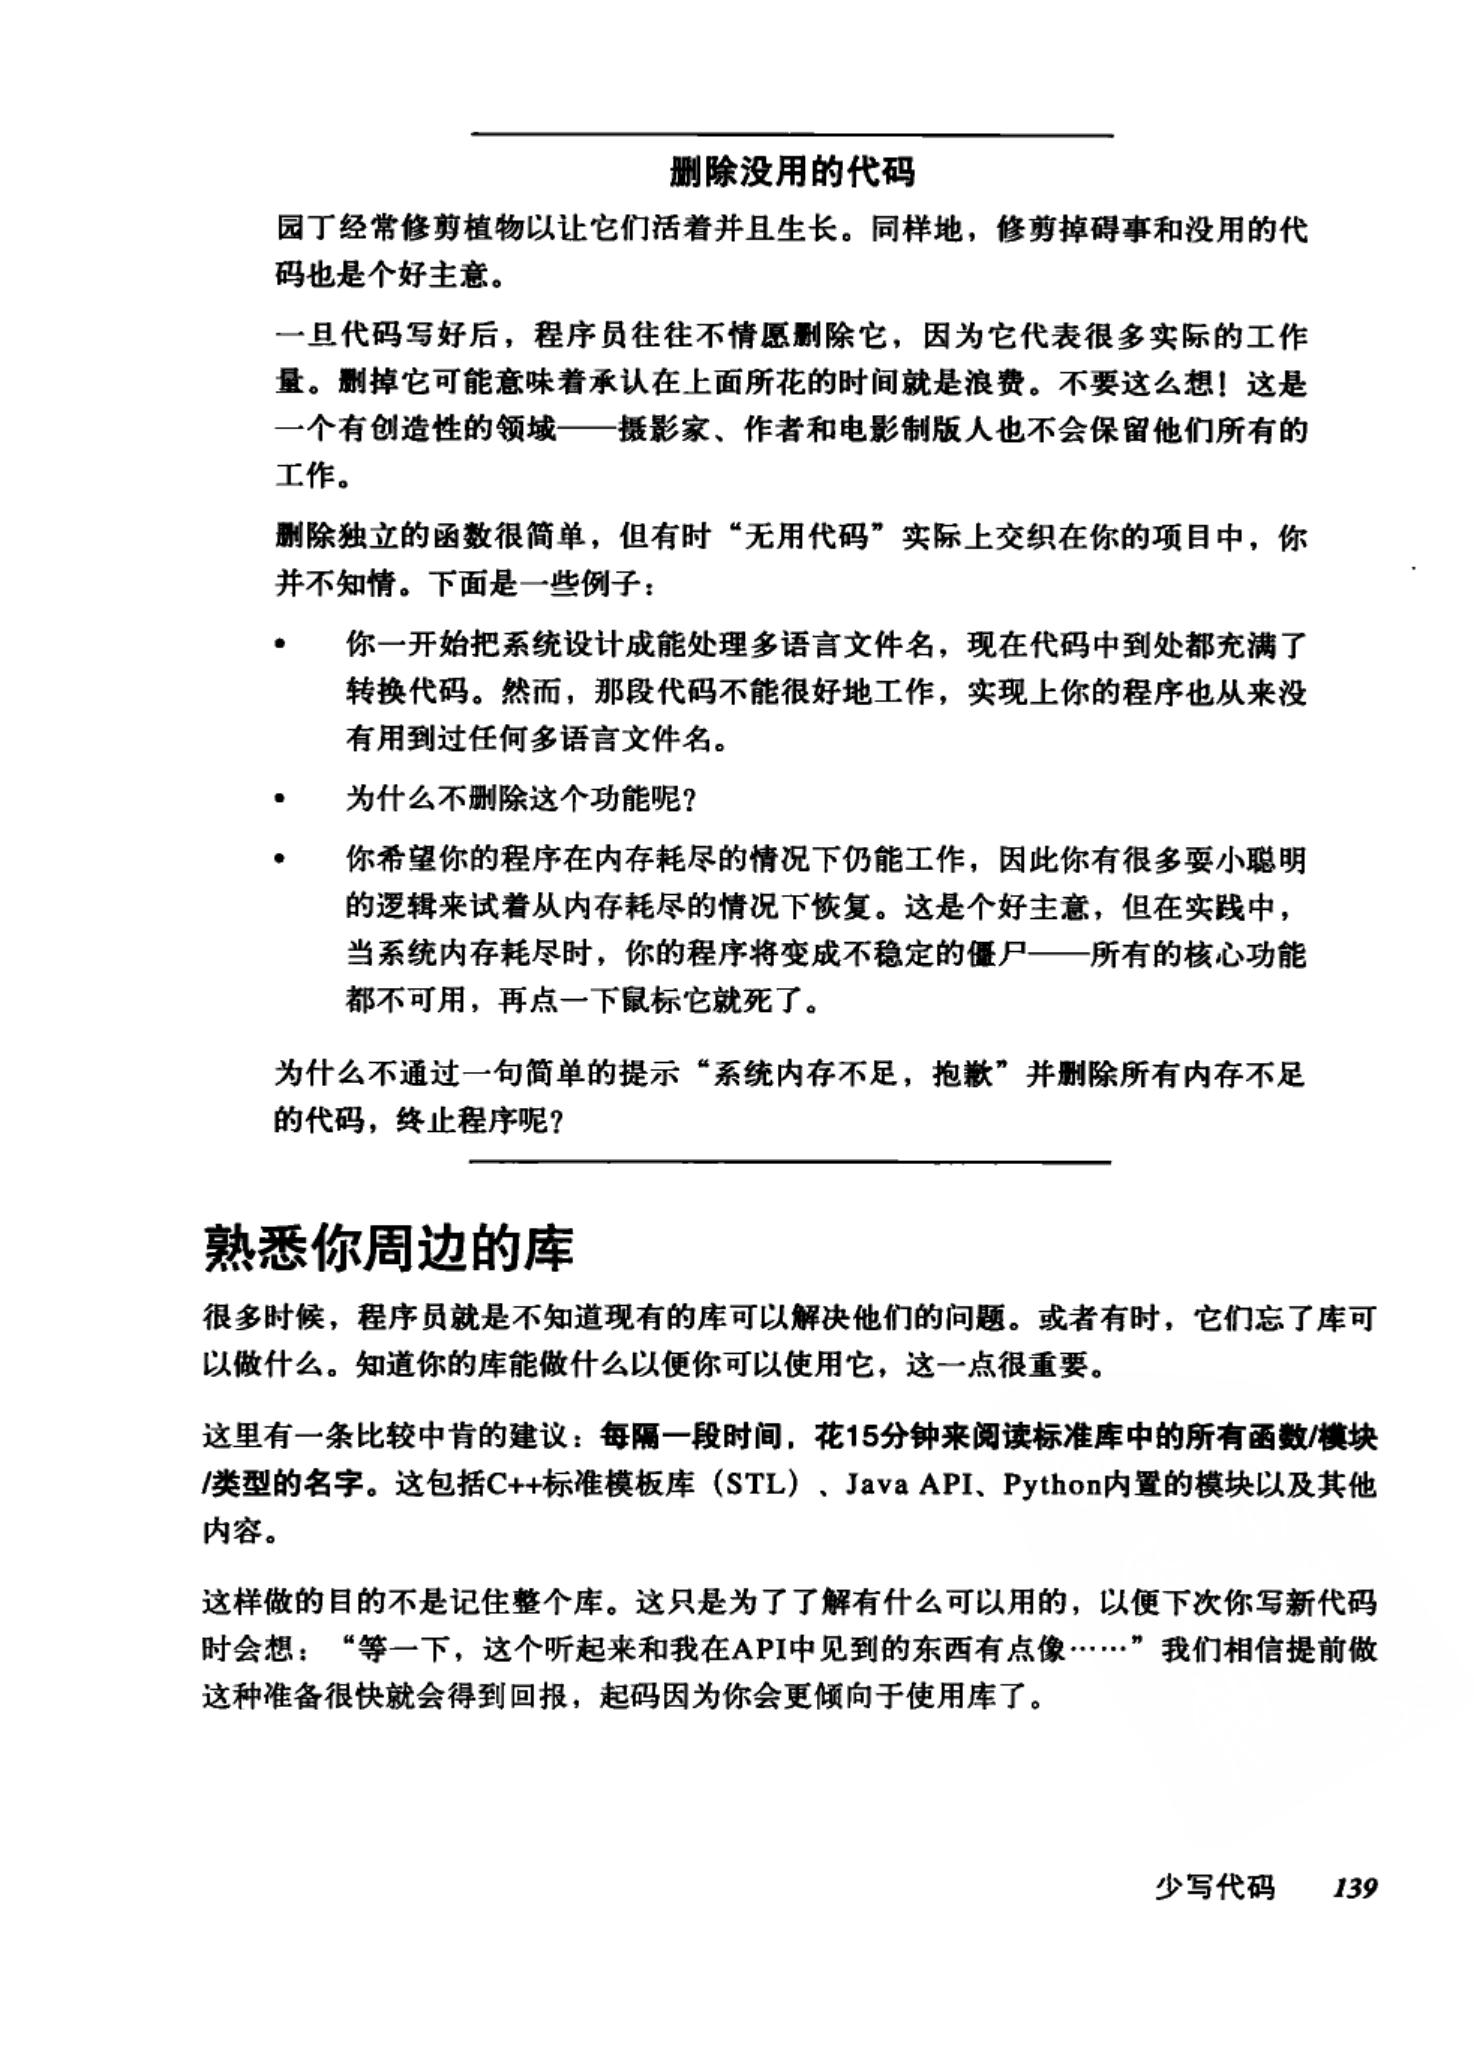 删除没用的代码
园丁经常修剪植物以让它们活着并且生长。同样地，修剪掉碍事和没用的代
码也是个好主意。
一旦代码写好后，程序员往往不情愿删除它，因为它代表很多实际的工作
量。删掉它可能意味着承认在上面所花的时间就是浪费。不要这么想！这是
一个有创造性的领域——摄影家、作者和电影制版人也不会保留他们所有的
工作。
删除独立的函数很简单，但有时“无用代码”实际上交织在你的项目中，你
并不知情。下面是一些例子：
• 你一开始把系统设计成能处理多语言文件名，现在代码中到处都充满了
转换代码。然而，那段代码不能很好地工作，实现上你的程序也从来没
有用到过任何多语言文件名。
• 为什么不删除这个功能呢？
• 你希望你的程序在内存耗尽的情况下仍能工作，因此你有很多耍小聪明
的逻辑来试着从内存耗尽的情况下恢复。这是个好主意，但在实践中，
当系统内存耗尽时，你的程序将变成不稳定的僵尸——所有的核心功能
都不可用，再点一下鼠标它就死了。
为什么不通过一句简单的提示“系统内存不足，抱歉”并删除所有内存不足
的代码，终止程序呢？
熟悉你周边的库
很多时候，程序员就是不知道现有的库可以解决他们的问题。或者有时，它们忘了库可
以做什么。知道你的库能做什么以便你可以使用它，这一点很重要。
这里有一条比较中肯的建议：每隔一段时间，花15分钟来阅读标准库中的所有函数/模块
/类型的名字。这包括C++标准模板库（STL）、Java API、Python内置的模块以及其他
内容。
这样做的目的不是记住整个库。这只是为了了解有什么可以用的，以便下次你写新代码
时会想：“等一下，这个听起来和我在API中见到的东西有点像……”我们相信提前做
这种准备很快就会得到回报，起码因为你会更倾向于使用库了。
少写代码 139